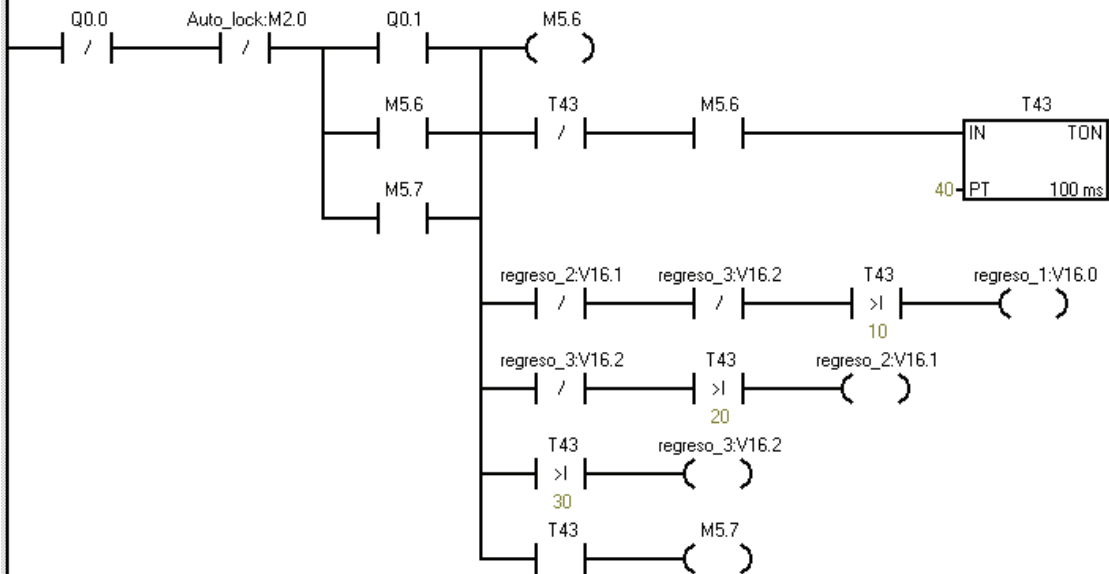 Q0.0 Auto_lock:M2.0 Q0.1 M5.6
/ /
M5.6 T43 M5.6 T43
/ IN TON
M5.7 40 PT 100 ms
regreso_2:V16.1 regreso_3:V16.2 T43 regreso_1:V16.0
/ / >I
10
regreso_3:V16.2 T43 regreso_2:V16.1
/ >I
20
T43 regreso_3:V16.2
>I
30
T43 M5.7